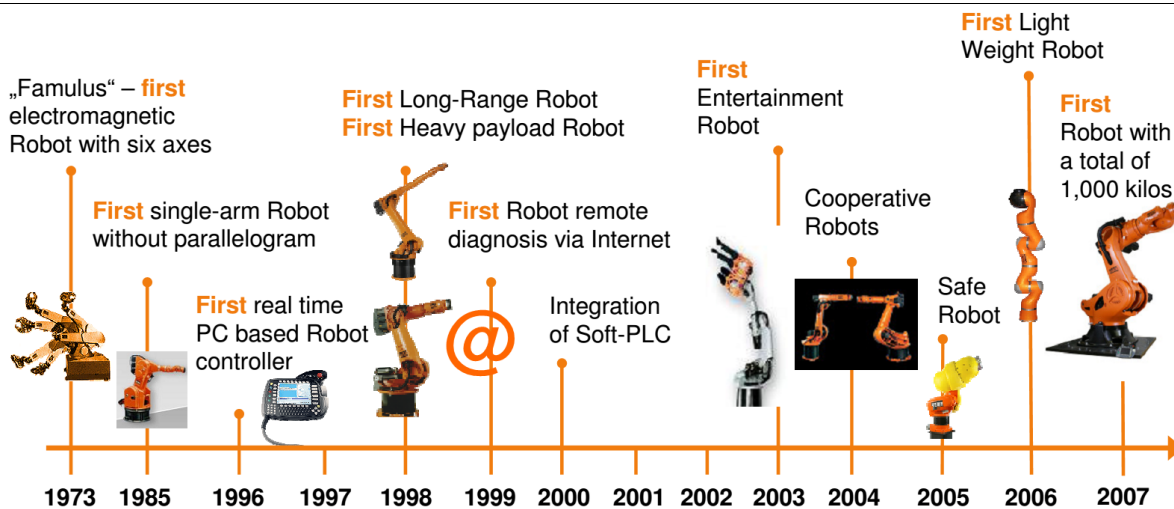 „Famulus“ – first
electromagnetic
Robot with six axes
First single-arm Robot
without parallelogram
First real time
PC based Robot
controller
First Long-Range Robot
First Heavy payload Robot
First Robot remote
diagnosis via Internet
@
Integration
of Soft-PLC
First
Entertainment
Robot
Cooperative
Robots
Safe
Robot
First Light
Weight Robot
First
Robot with
a total of
1,000 kilos
1973 1985 1996 1997 1998 1999 2000 2001 2002 2003 2004 2005 2006 2007